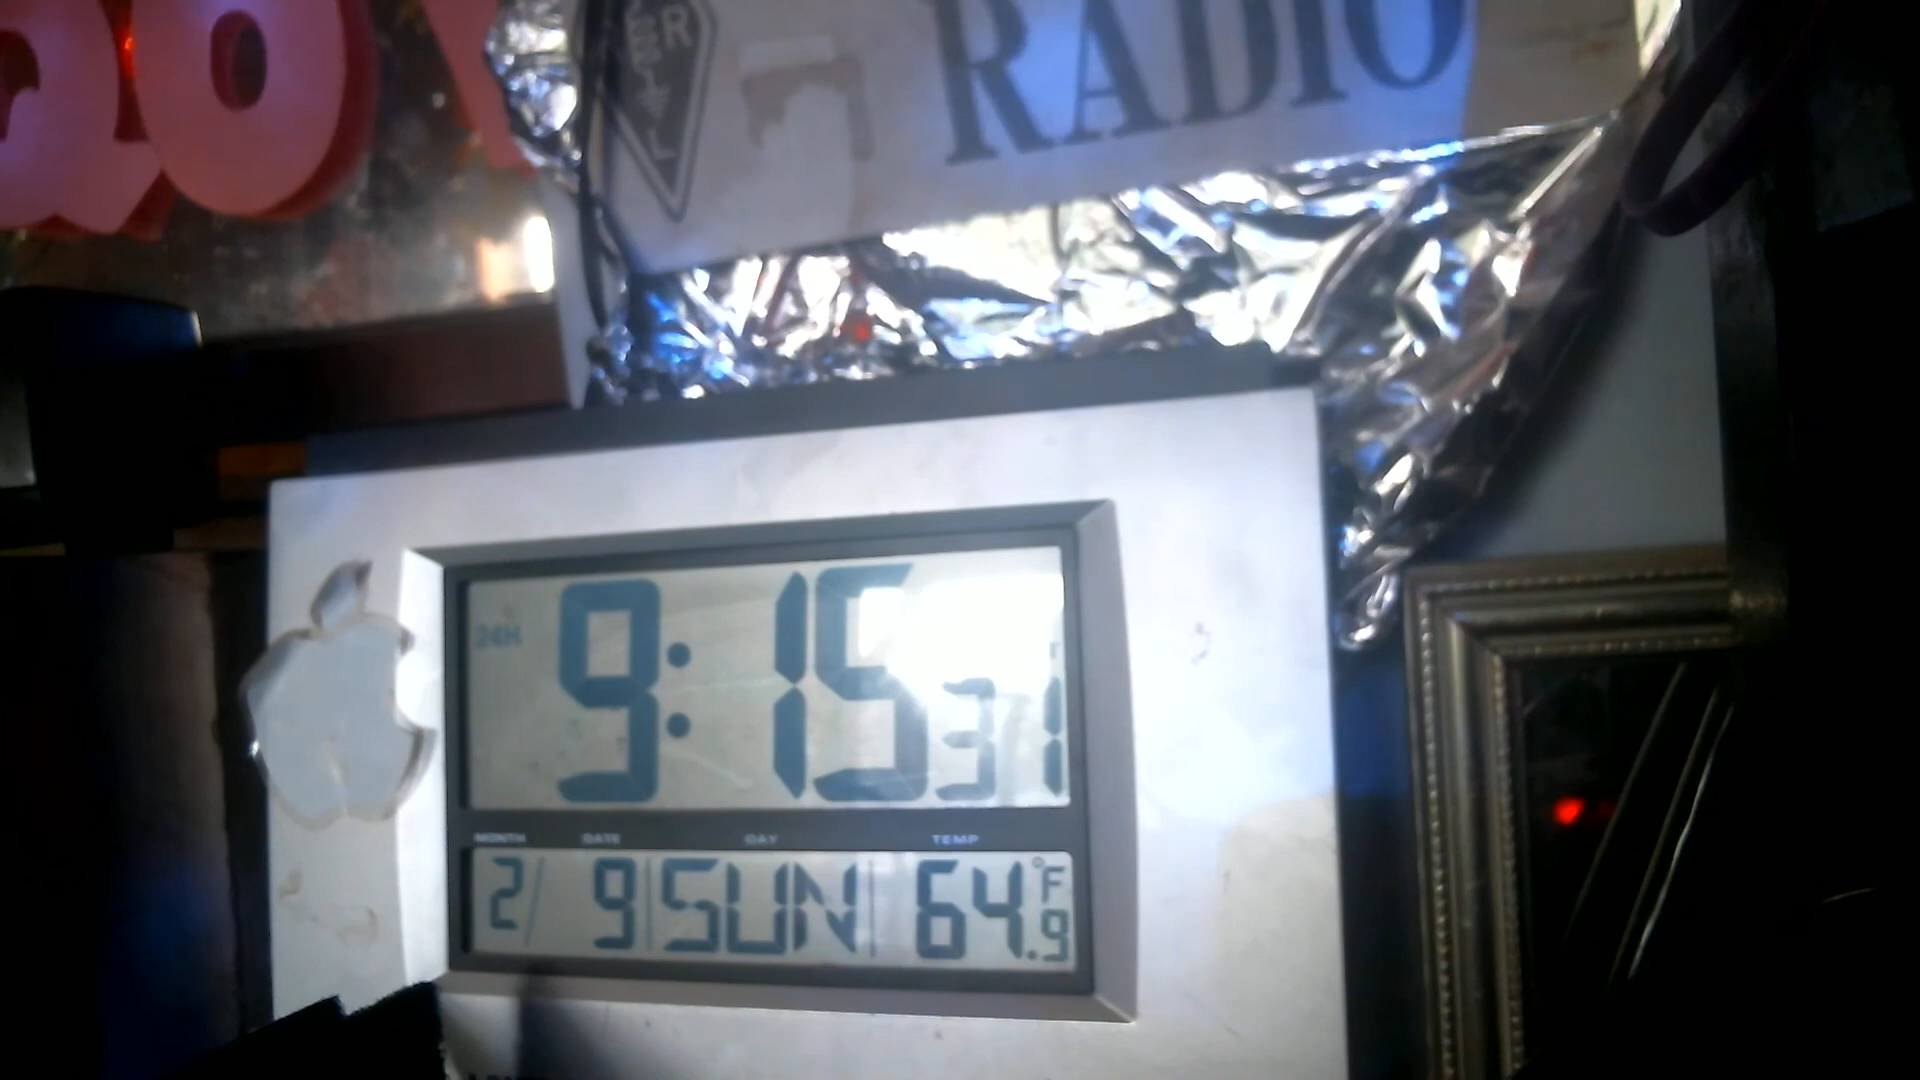 RADIO
R
L
24H
9:15 31
MONTH DATE DAY TEMP
2/ 9 SUN 64.9 °F